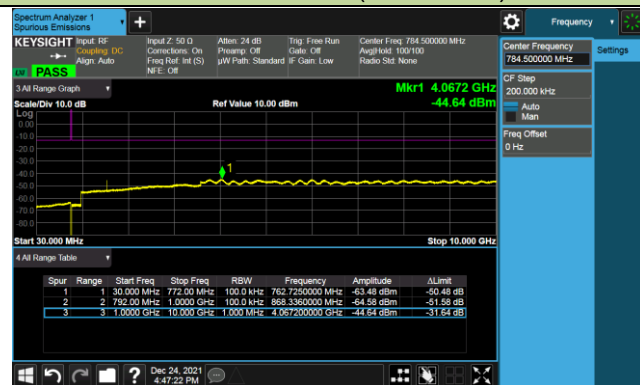 Spectrum Analyzer 1
Spurious Emissions
Frequency
KEYSIGHT Input: RF
Coupling: DC
Align: Auto
Input Z: 50 Ω
Corrections: On
Freq Ref: Int (S)
NFE: Off
Atten: 24 dB
Preamp: Off
µW Path: Standard
Trig: Free Run
Gate: Off
IF Gain: Low
Center Freq: 784.500000 MHz
Avg|Hold: 100/100
Radio Std: None
PASS
Center Frequency
784.500000 MHz
Settings
CF Step
200.000 kHz
Auto
Man
Freq Offset
0 Hz
3 All Range Graph
Mkr1 4.0672 GHz
-44.64 dBm
Scale/Div 10.0 dB
Ref Value 10.00 dBm
Log
0.00
-10.0
-20.0
-30.0
-40.0
-50.0
-60.0
-70.0
-80.0
1
Start 30.000 MHz
Stop 10.000 GHz
4 All Range Table
Spur Range Start Freq Stop Freq RBW Frequency Amplitude ΔLimit
1 1 30.000 MHz 772.00 MHz 100.0 kHz 762.7250000 MHz -63.48 dBm -50.48 dB
2 2 792.00 MHz 1.0000 GHz 100.0 kHz 868.3360000 MHz -64.58 dBm -51.58 dB
3 3 1.0000 GHz 10.000 GHz 1.000 MHz 4.067200000 GHz -44.64 dBm -31.64 dB
Dec 24, 2021
4:47:22 PM